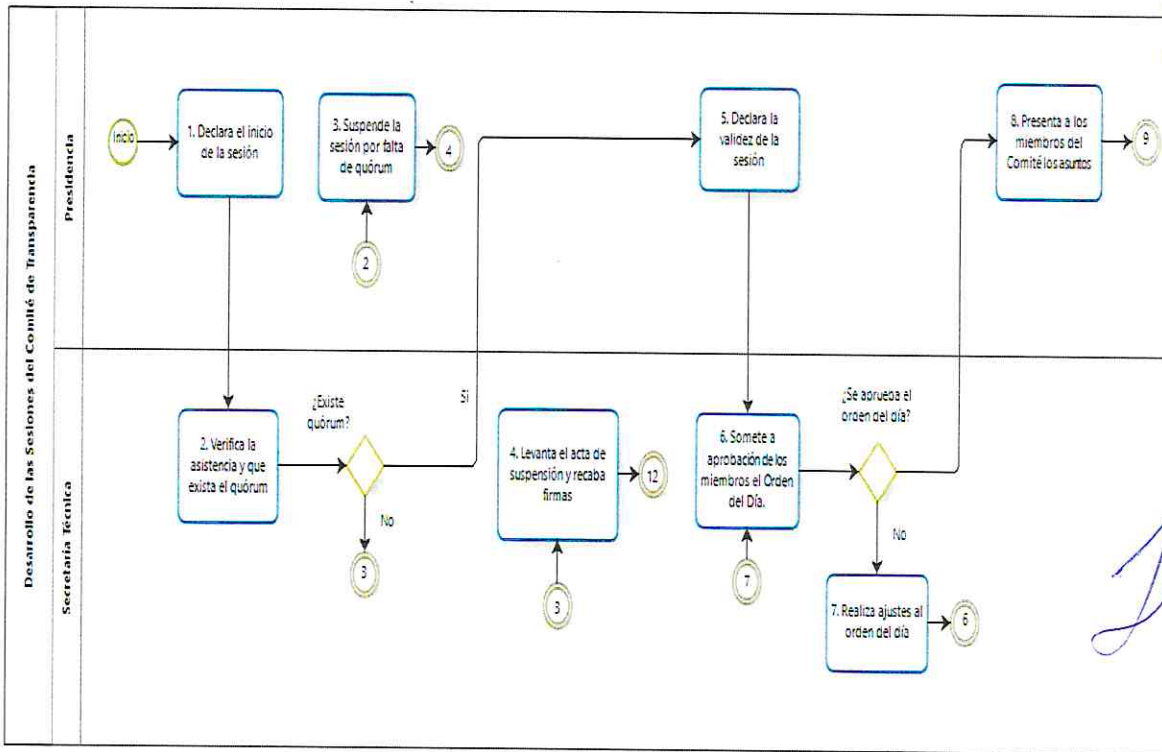 Desarrollo de las Sesiones del Comité de Transparencia
Presidencia
Inicio
1. Declara el inicio
de la sesión
3. Suspende la
sesión por falta
de quórum
4
2
5. Declara la
validez de la
sesión
8. Presenta a los
miembros del
Comité los asuntos
9
Secretaría Técnica
2. Verifica la
asistencia y que
exista el quórum
¿Existe
quórum?
Si
No
3
4. Levanta el acta de
suspensión y recaba
firmas
12
3
6. Somete a
aprobación de los
miembros el Orden
del Día.
7
¿Se aprueba el
orden del día?
No
7. Realiza ajustes al
orden del día
6